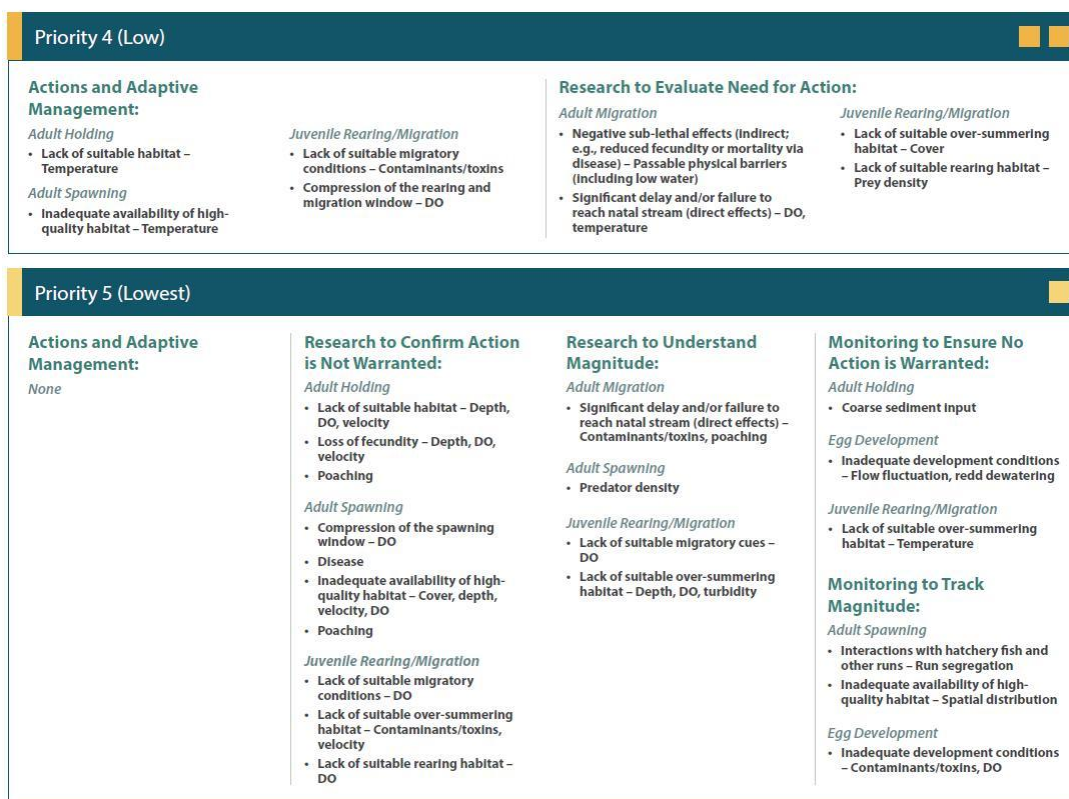 Priority 4 (Low)
Actions and Adaptive
Management:
Adult Holding
• Lack of suitable habitat –
Temperature
Adult Spawning
• Inadequate availability of high-
quality habitat – Temperature
Juvenile Rearing/Migration
• Lack of suitable migratory
conditions – Contaminants/toxins
• Compression of the rearing and
migration window – DO
Research to Evaluate Need for Action:
Adult Migration
• Negative sub-lethal effects (indirect;
e.g., reduced fecundity or mortality via
disease) – Passable physical barriers
(including low water)
• Significant delay and/or failure to
reach natal stream (direct effects) – DO,
temperature
Juvenile Rearing/Migration
• Lack of suitable over-summering
habitat – Cover
• Lack of suitable rearing habitat –
Prey density
Priority 5 (Lowest)
Actions and Adaptive
Management:
None
Research to Confirm Action
is Not Warranted:
Adult Holding
• Lack of suitable habitat – Depth,
DO, velocity
• Loss of fecundity – Depth, DO,
velocity
• Poaching
Adult Spawning
• Compression of the spawning
window – DO
• Disease
• Inadequate availability of high-
quality habitat – Cover, depth,
velocity, DO
• Poaching
Juvenile Rearing/Migration
• Lack of suitable migratory
conditions – DO
• Lack of suitable over-summering
habitat – Contaminants/toxins,
velocity
• Lack of suitable rearing habitat –
DO
Research to Understand
Magnitude:
Adult Migration
• Significant delay and/or failure to
reach natal stream (direct effects) –
Contaminants/toxins, poaching
Adult Spawning
• Predator density
Juvenile Rearing/Migration
• Lack of suitable migratory cues –
DO
• Lack of suitable over-summering
habitat – Depth, DO, turbidity
Monitoring to Ensure No
Action is Warranted:
Adult Holding
• Coarse sediment input
Egg Development
• Inadequate development conditions
– Flow fluctuation, redd dewatering
Juvenile Rearing/Migration
• Lack of suitable over-summering
habitat – Temperature
Monitoring to Track
Magnitude:
Adult Spawning
• Interactions with hatchery fish and
other runs – Run segregation
• Inadequate availability of high-
quality habitat – Spatial distribution
Egg Development
• Inadequate development conditions
– Contaminants/toxins, DO